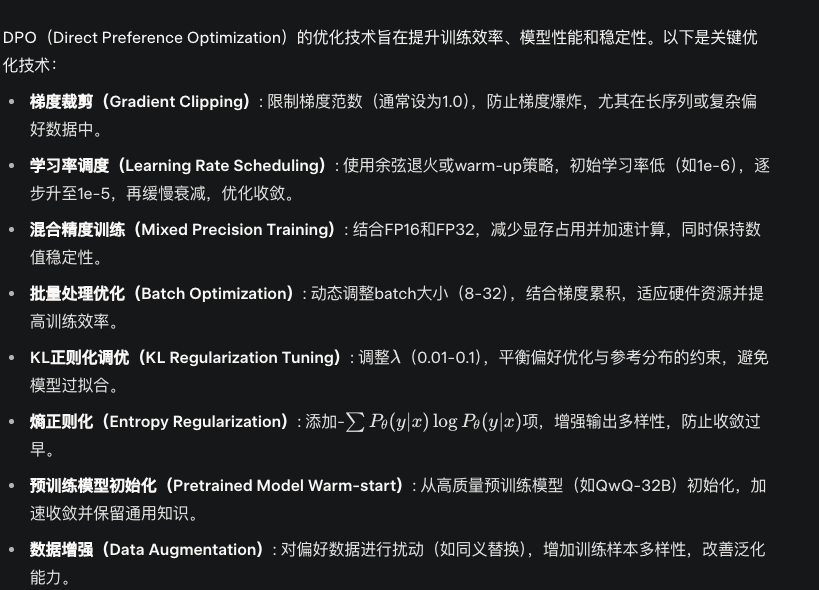 DPO（Direct Preference Optimization）的优化技术旨在提升训练效率、模型性能和稳定性。以下是关键优
化技术：
• 梯度裁剪（Gradient Clipping）: 限制梯度范数（通常设为1.0），防止梯度爆炸，尤其在长序列或复杂偏
好数据中。
• 学习率调度（Learning Rate Scheduling）: 使用余弦退火或warm-up策略，初始学习率低（如1e-6），逐
步升至1e-5，再缓慢衰减，优化收敛。
• 混合精度训练（Mixed Precision Training）: 结合FP16和FP32，减少显存占用并加速计算，同时保持数
值稳定性。
• 批量处理优化（Batch Optimization）: 动态调整batch大小（8-32），结合梯度累积，适应硬件资源并提
高训练效率。
• KL正则化调优（KL Regularization Tuning）: 调整λ（0.01-0.1），平衡偏好优化与参考分布的约束，避免
模型过拟合。
• 熵正则化（Entropy Regularization）: 添加-∑ P_θ(y|x) log P_θ(y|x)项，增强输出多样性，防止收敛过
早。
• 预训练模型初始化（Pretrained Model Warm-start）: 从高质量预训练模型（如QwQ-32B）初始化，加
速收敛并保留通用知识。
• 数据增强（Data Augmentation）: 对偏好数据进行扰动（如同义替换），增加训练样本多样性，改善泛化
能力。